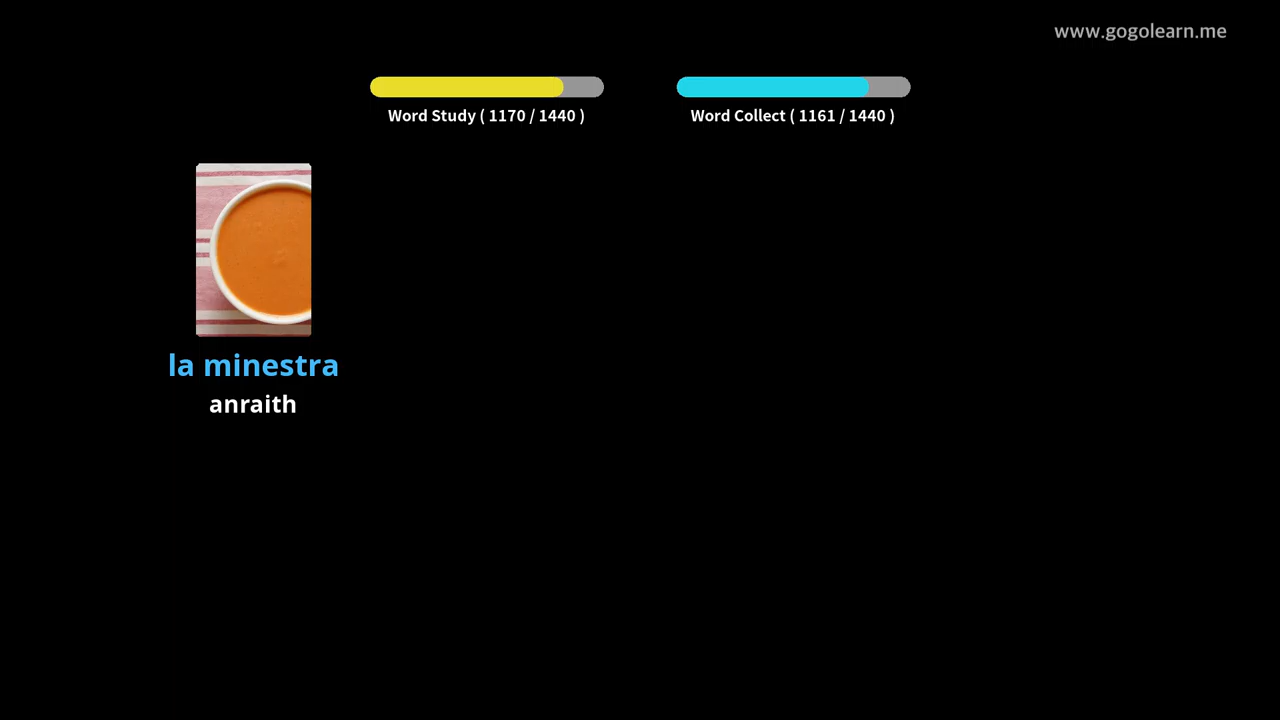 www.gogolearn.me
Word Study ( 1170 / 1440 )
Word Collect ( 1161 / 1440 )
la minestra
anraith